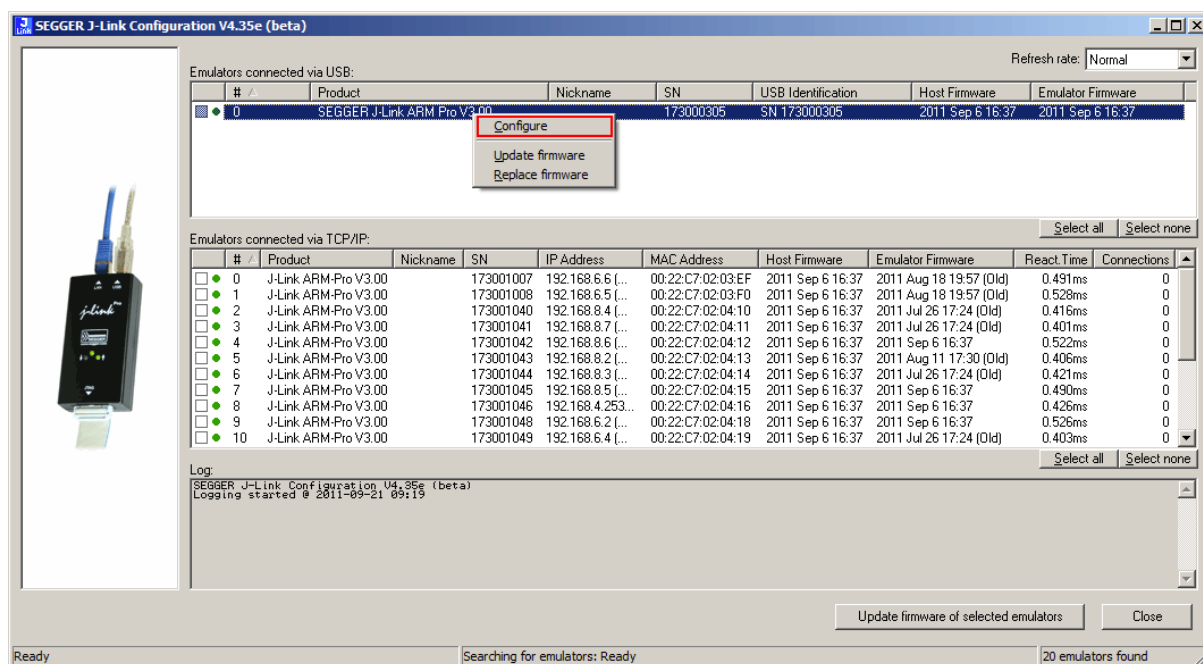 SEGGER J-Link Configuration V4.35e (beta)
Refresh rate: Normal
Emulators connected via USB:
# Product Nickname SN USB Identification Host Firmware Emulator Firmware
0 SEGGER J-Link ARM Pro V3.00 173000305 SN 173000305 2011 Sep 6 16:37 2011 Sep 6 16:37
Configure
Update firmware
Replace firmware
Select all Select none
Emulators connected via TCP/IP:
# Product Nickname SN IP Address MAC Address Host Firmware Emulator Firmware React.Time Connections
0 J-Link ARM-Pro V3.00 173001007 192.168.6.6 (... 00:22:C7:02:03:EF 2011 Sep 6 16:37 2011 Aug 18 19:57 (Old) 0.491ms 0
1 J-Link ARM-Pro V3.00 173001008 192.168.6.5 (... 00:22:C7:02:03:F0 2011 Sep 6 16:37 2011 Aug 18 19:57 (Old) 0.528ms 0
2 J-Link ARM-Pro V3.00 173001040 192.168.8.4 (... 00:22:C7:02:04:10 2011 Sep 6 16:37 2011 Jul 26 17:24 (Old) 0.416ms 0
3 J-Link ARM-Pro V3.00 173001041 192.168.8.7 (... 00:22:C7:02:04:11 2011 Sep 6 16:37 2011 Jul 26 17:24 (Old) 0.401ms 0
4 J-Link ARM-Pro V3.00 173001042 192.168.8.6 (... 00:22:C7:02:04:12 2011 Sep 6 16:37 2011 Sep 6 16:37 0.522ms 0
5 J-Link ARM-Pro V3.00 173001043 192.168.8.2 (... 00:22:C7:02:04:13 2011 Sep 6 16:37 2011 Aug 11 17:30 (Old) 0.406ms 0
6 J-Link ARM-Pro V3.00 173001044 192.168.8.3 (... 00:22:C7:02:04:14 2011 Sep 6 16:37 2011 Jul 26 17:24 (Old) 0.421ms 0
7 J-Link ARM-Pro V3.00 173001045 192.168.8.5 (... 00:22:C7:02:04:15 2011 Sep 6 16:37 2011 Sep 6 16:37 0.490ms 0
8 J-Link ARM-Pro V3.00 173001046 192.168.4.253... 00:22:C7:02:04:16 2011 Sep 6 16:37 2011 Sep 6 16:37 0.426ms 0
9 J-Link ARM-Pro V3.00 173001048 192.168.6.2 (... 00:22:C7:02:04:18 2011 Sep 6 16:37 2011 Sep 6 16:37 0.526ms 0
10 J-Link ARM-Pro V3.00 173001049 192.168.6.4 (... 00:22:C7:02:04:19 2011 Sep 6 16:37 2011 Jul 26 17:24 (Old) 0.403ms 0
Select all Select none
j-link Pro
Log:
SEGGER J-Link Configuration V4.35e (beta)
Logging started @ 2011-09-21 09:19
Update firmware of selected emulators Close
Ready Searching for emulators: Ready 20 emulators found